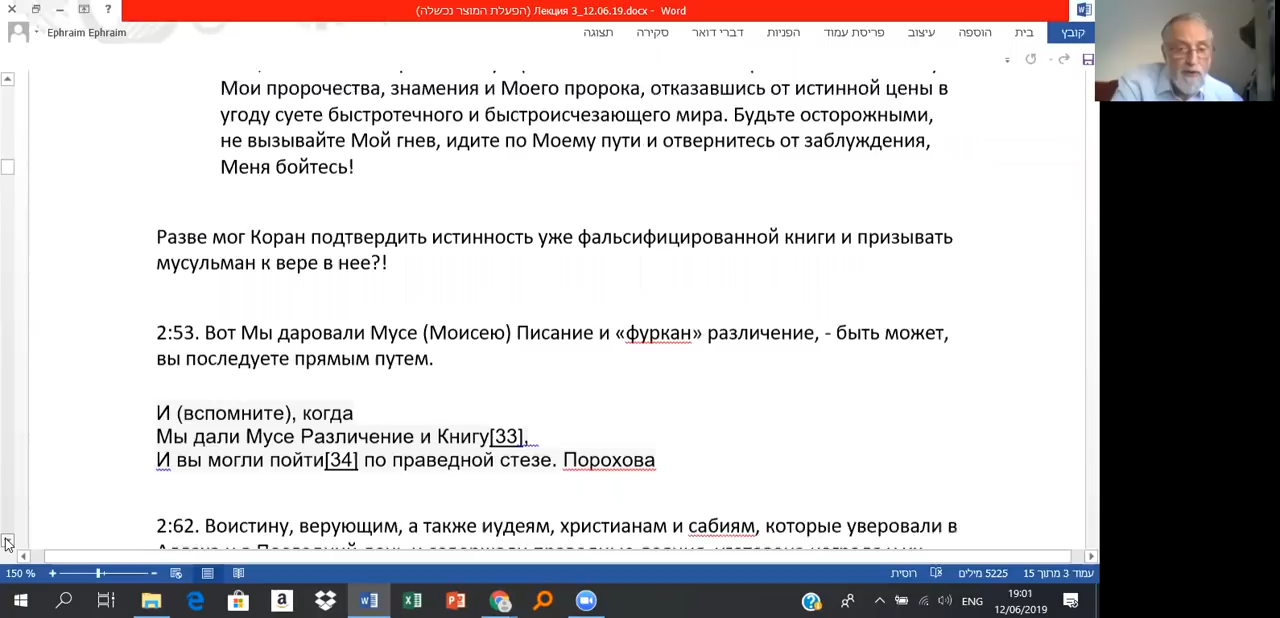 Лекция 3_12.06.19.docx - Word (הפעלת המוצר נכשלה)
Ephraim Ephraim
קובץ בית הוספה עיצוב פריסת עמוד הפניות דברי דואר סקירה תצוגה
Мои пророчества, знамения и Моего пророка, отказавшись от истинной цены в
угоду суете быстротечного и быстроисчезающего мира. Будьте осторожными,
не вызывайте Мой гнев, идите по Моему пути и отвернитесь от заблуждения,
Меня бойтесь!
Разве мог Коран подтвердить истинность уже фальсифицированной книги и призывать
мусульман к вере в нее?!
2:53. Вот Мы даровали Мусе (Моисею) Писание и «фуркан» различение, - быть может,
вы последуете прямым путем.
И (вспомните), когда
Мы дали Мусе Различение и Книгу[33],
И вы могли пойти[34] по праведной стезе. Порохова
2:62. Воистину, верующим, а также иудеям, христианам и сабиям, которые уверовали в
150 %
עמוד 3 מתוך 15 5225 מילים רוסית
ENG
19:01
12/06/2019